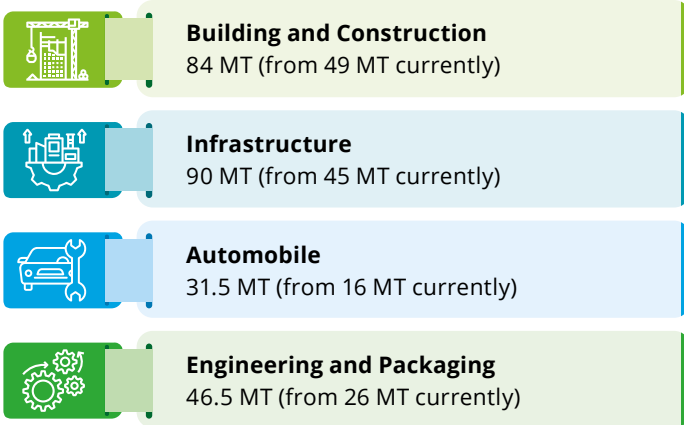 Building and Construction
84 MT (from 49 MT currently)
Infrastructure
90 MT (from 45 MT currently)
Automobile
31.5 MT (from 16 MT currently)
Engineering and Packaging
46.5 MT (from 26 MT currently)